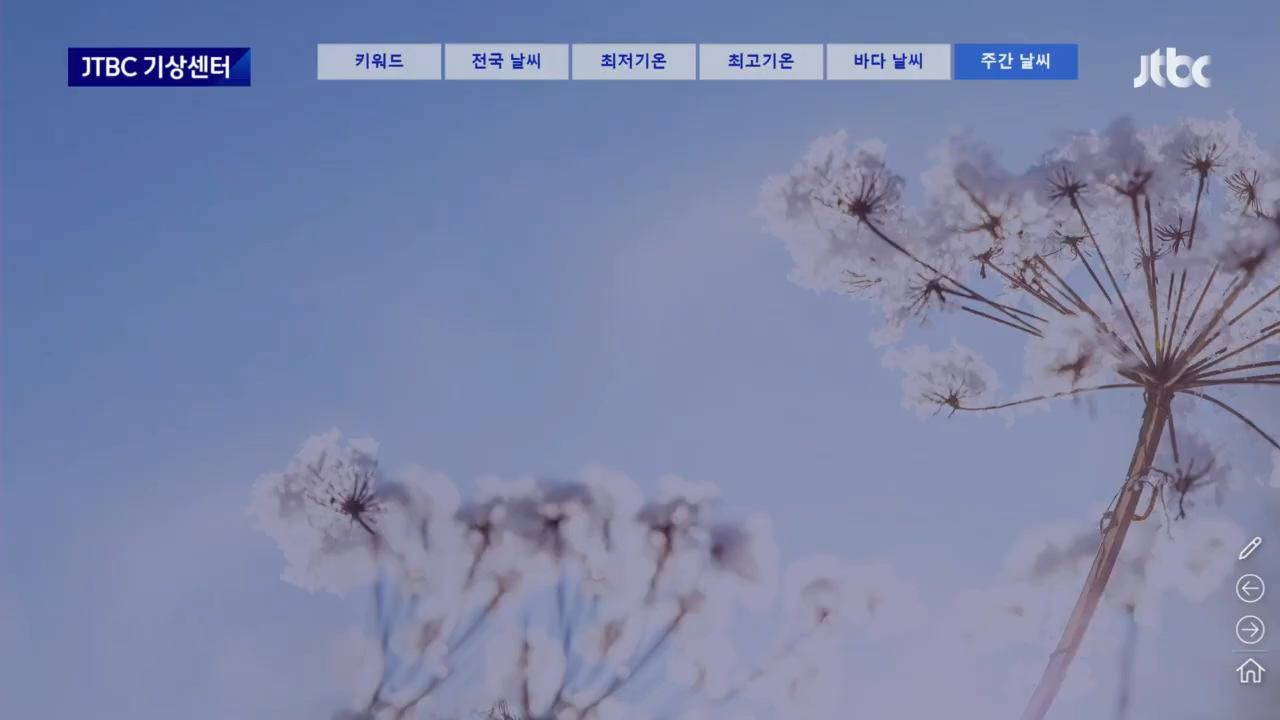 JTBC 기상센터
키워드
전국 날씨
최저기온
최고기온
바다 날씨
주간 날씨
jtbc